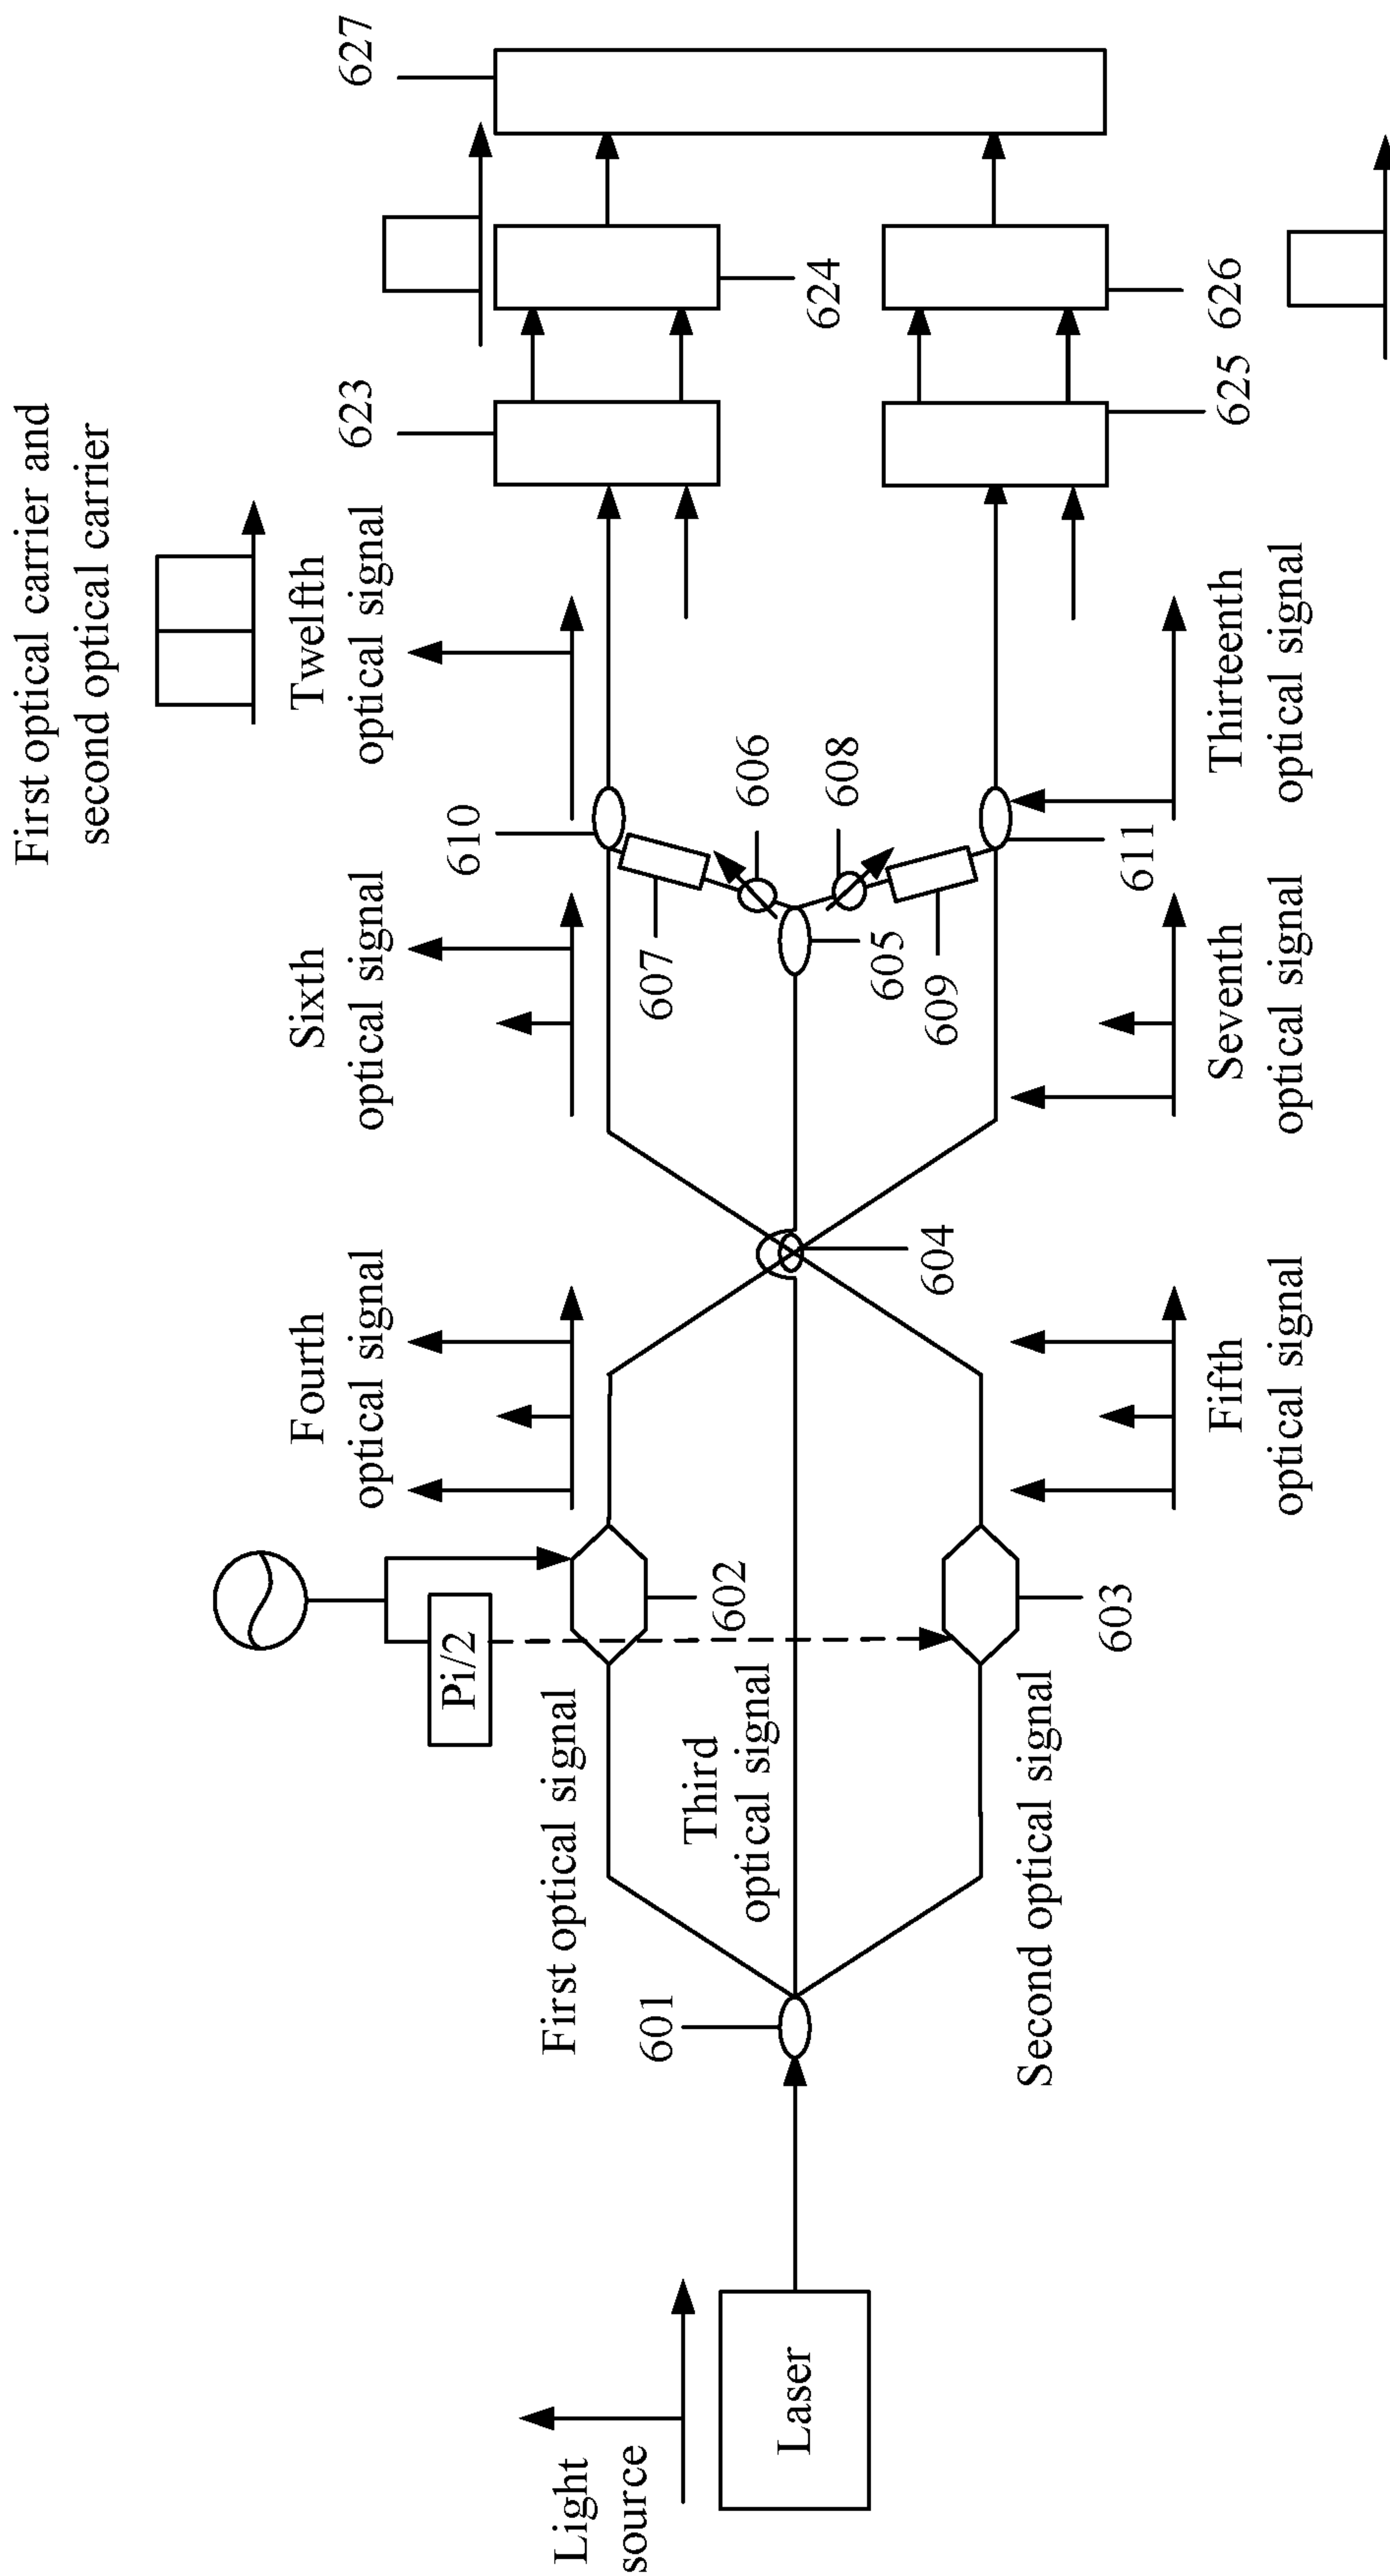 First optical carrier and
second optical carrier
Light
source
Laser
601
First optical signal
Third
optical signal
Second optical signal
Pi/2
602
603
Fourth
optical signal
Fifth
optical signal
604
Sixth
optical signal
Seventh
optical signal
605
606
607
608
609
610
611
Twelfth
optical signal
Thirteenth
optical signal
623
624
625
626
627